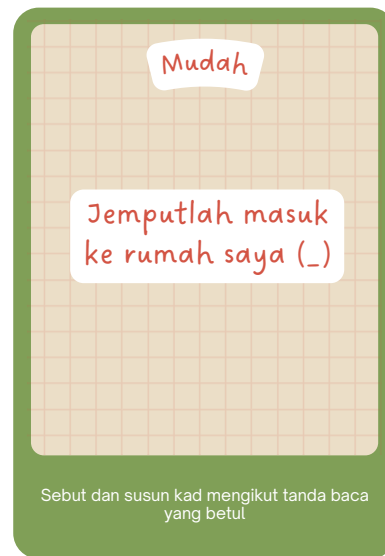 Mudah
Jemputlah masuk
ke rumah saya (_)
Sebut dan susun kad mengikut tanda baca
yang betul